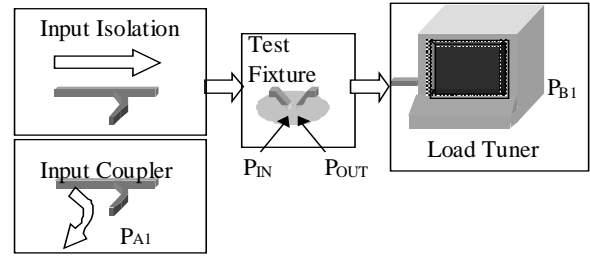 Input Isolation
Test
Fixture
P_IN
P_OUT
P_B1
Load Tuner
Input Coupler
P_A1